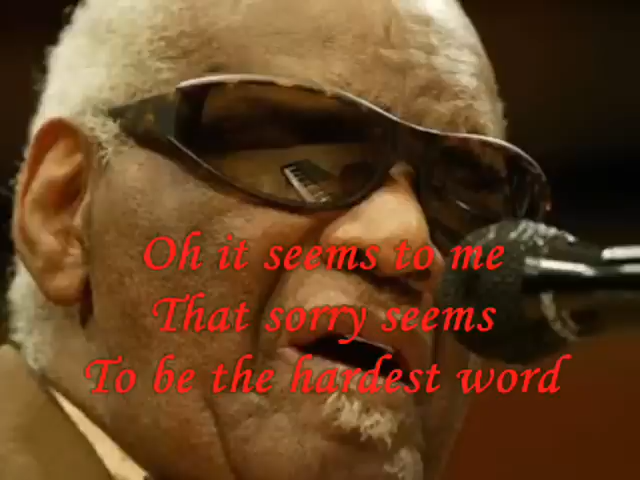 Oh it seems to me
That sorry seems
To be the hardest word